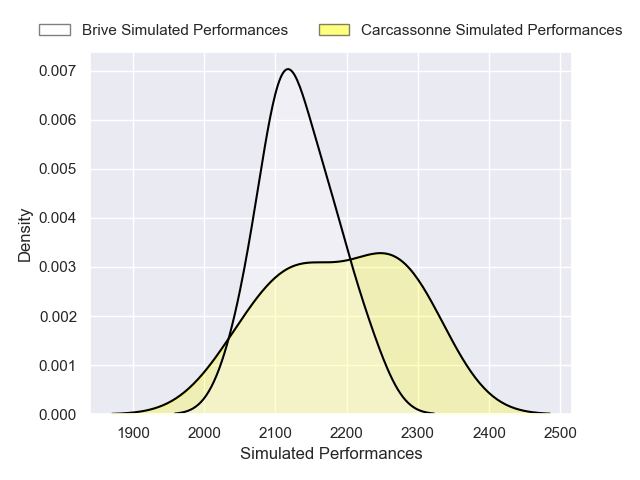 Brive Simulated Performances
Carcassonne Simulated Performances
0.007
0.006
0.005
0.004
0.003
0.002
0.001
0.000
Density
1900 2000 2100 2200 2300 2400 2500
Simulated Performances